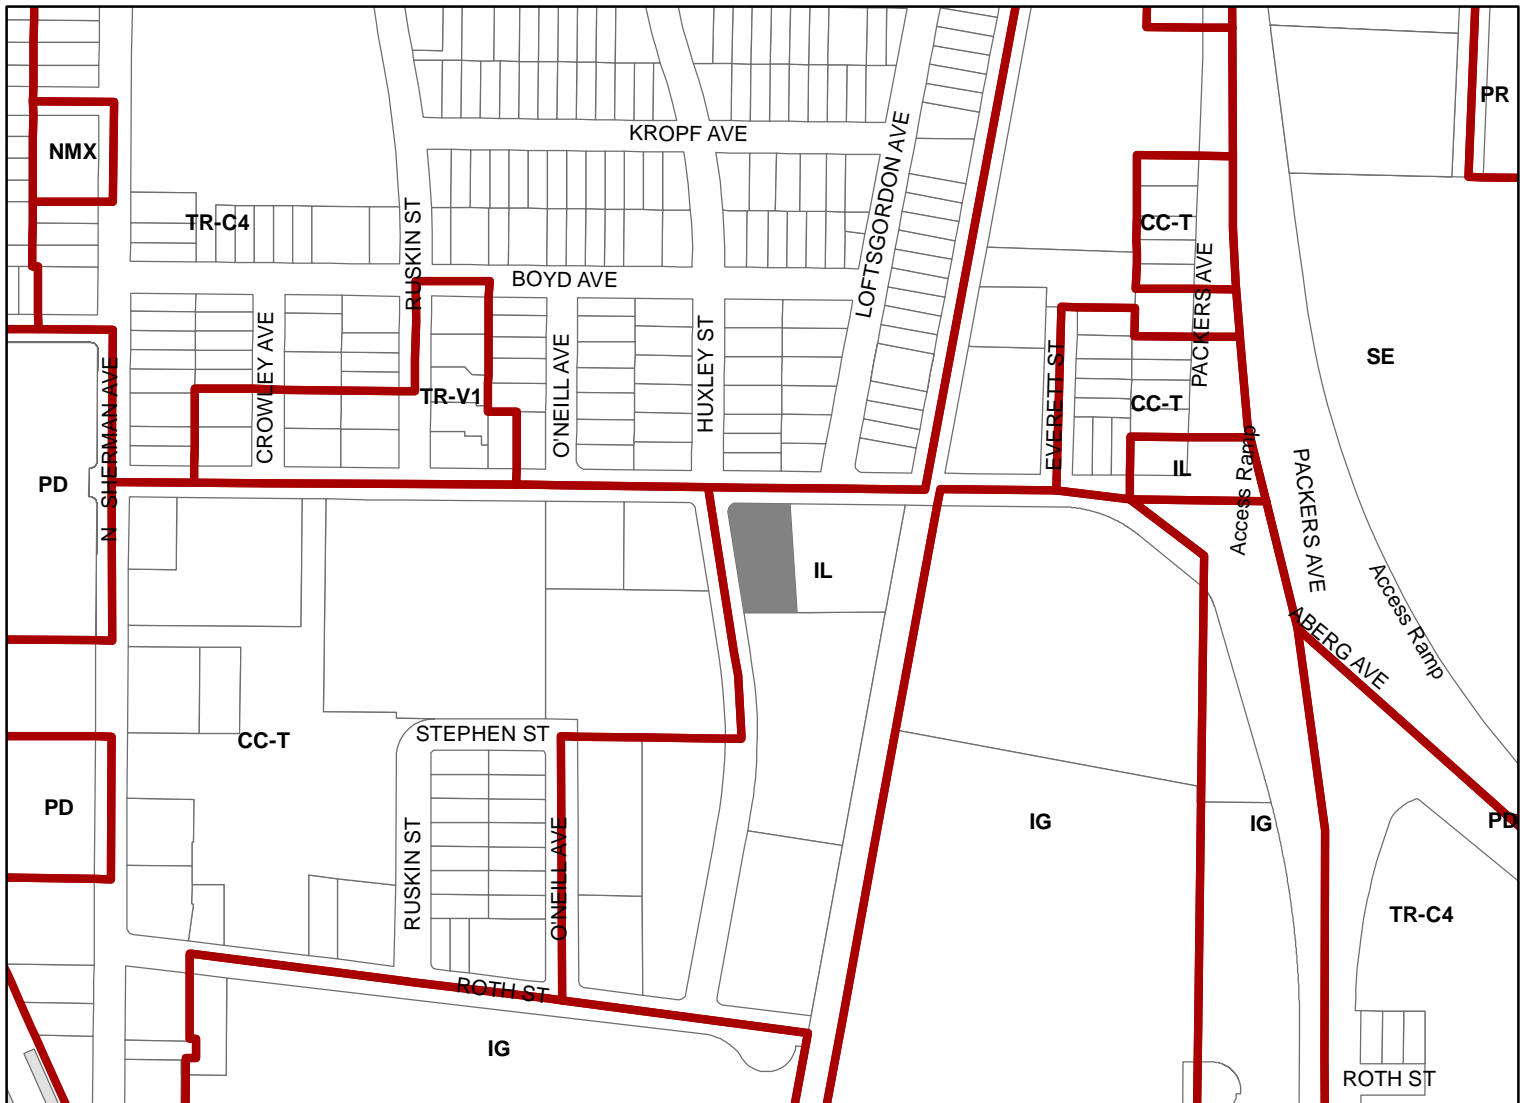 PR
KROPF AVE
NMX
LOFTSGORDON AVE
TR-C4
CC-T
RUSKIN ST
BOYD AVE
PACKERS AVE
CROWLEY AVE
O'NEILL AVE
HUXLEY ST
SE
N SHERMAN AVE
TR-V1
EVERETT ST
CC-T
PD
IL
Access Ramp
PACKERS AVE
IL
Access Ramp
ABERG AVE
STEPHEN ST
CC-T
PD
RUSKIN ST
O'NEILL AVE
IG
IG
PD
TR-C4
ROTH ST
IG
ROTH ST